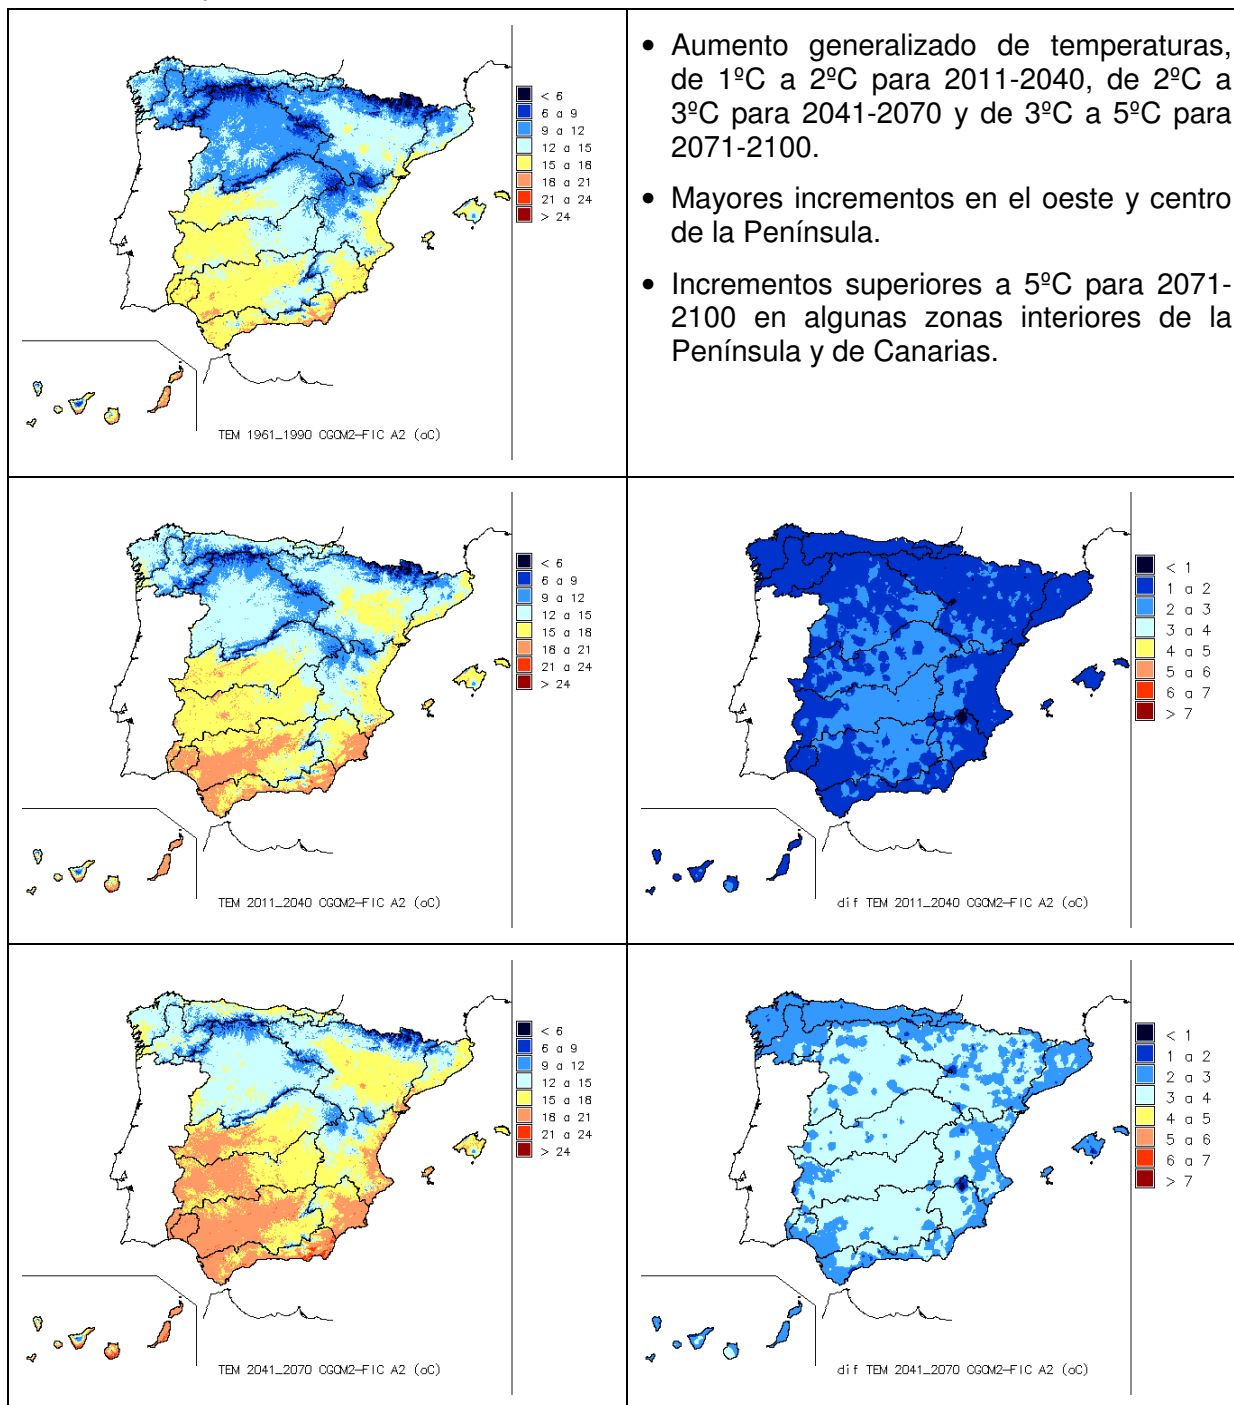 < 6
6 a 9
9 a 12
12 a 15
15 a 18
18 a 21
21 a 24
> 24
TEM 1961_1990 CGCM2-FIC A2 (oC)
• Aumento generalizado de temperaturas,
de 1ºC a 2ºC para 2011-2040, de 2ºC a
3ºC para 2041-2070 y de 3ºC a 5ºC para
2071-2100.
• Mayores incrementos en el oeste y centro
de la Península.
• Incrementos superiores a 5ºC para 2071-
2100 en algunas zonas interiores de la
Península y de Canarias.
< 6
6 a 9
9 a 12
12 a 15
15 a 18
18 a 21
21 a 24
> 24
TEM 2011_2040 CGCM2-FIC A2 (oC)
< 1
1 a 2
2 a 3
3 a 4
4 a 5
5 a 6
6 a 7
> 7
dif TEM 2011_2040 CGCM2-FIC A2 (oC)
< 6
6 a 9
9 a 12
12 a 15
15 a 18
18 a 21
21 a 24
> 24
TEM 2041_2070 CGCM2-FIC A2 (oC)
< 1
1 a 2
2 a 3
3 a 4
4 a 5
5 a 6
6 a 7
> 7
dif TEM 2041_2070 CGCM2-FIC A2 (oC)